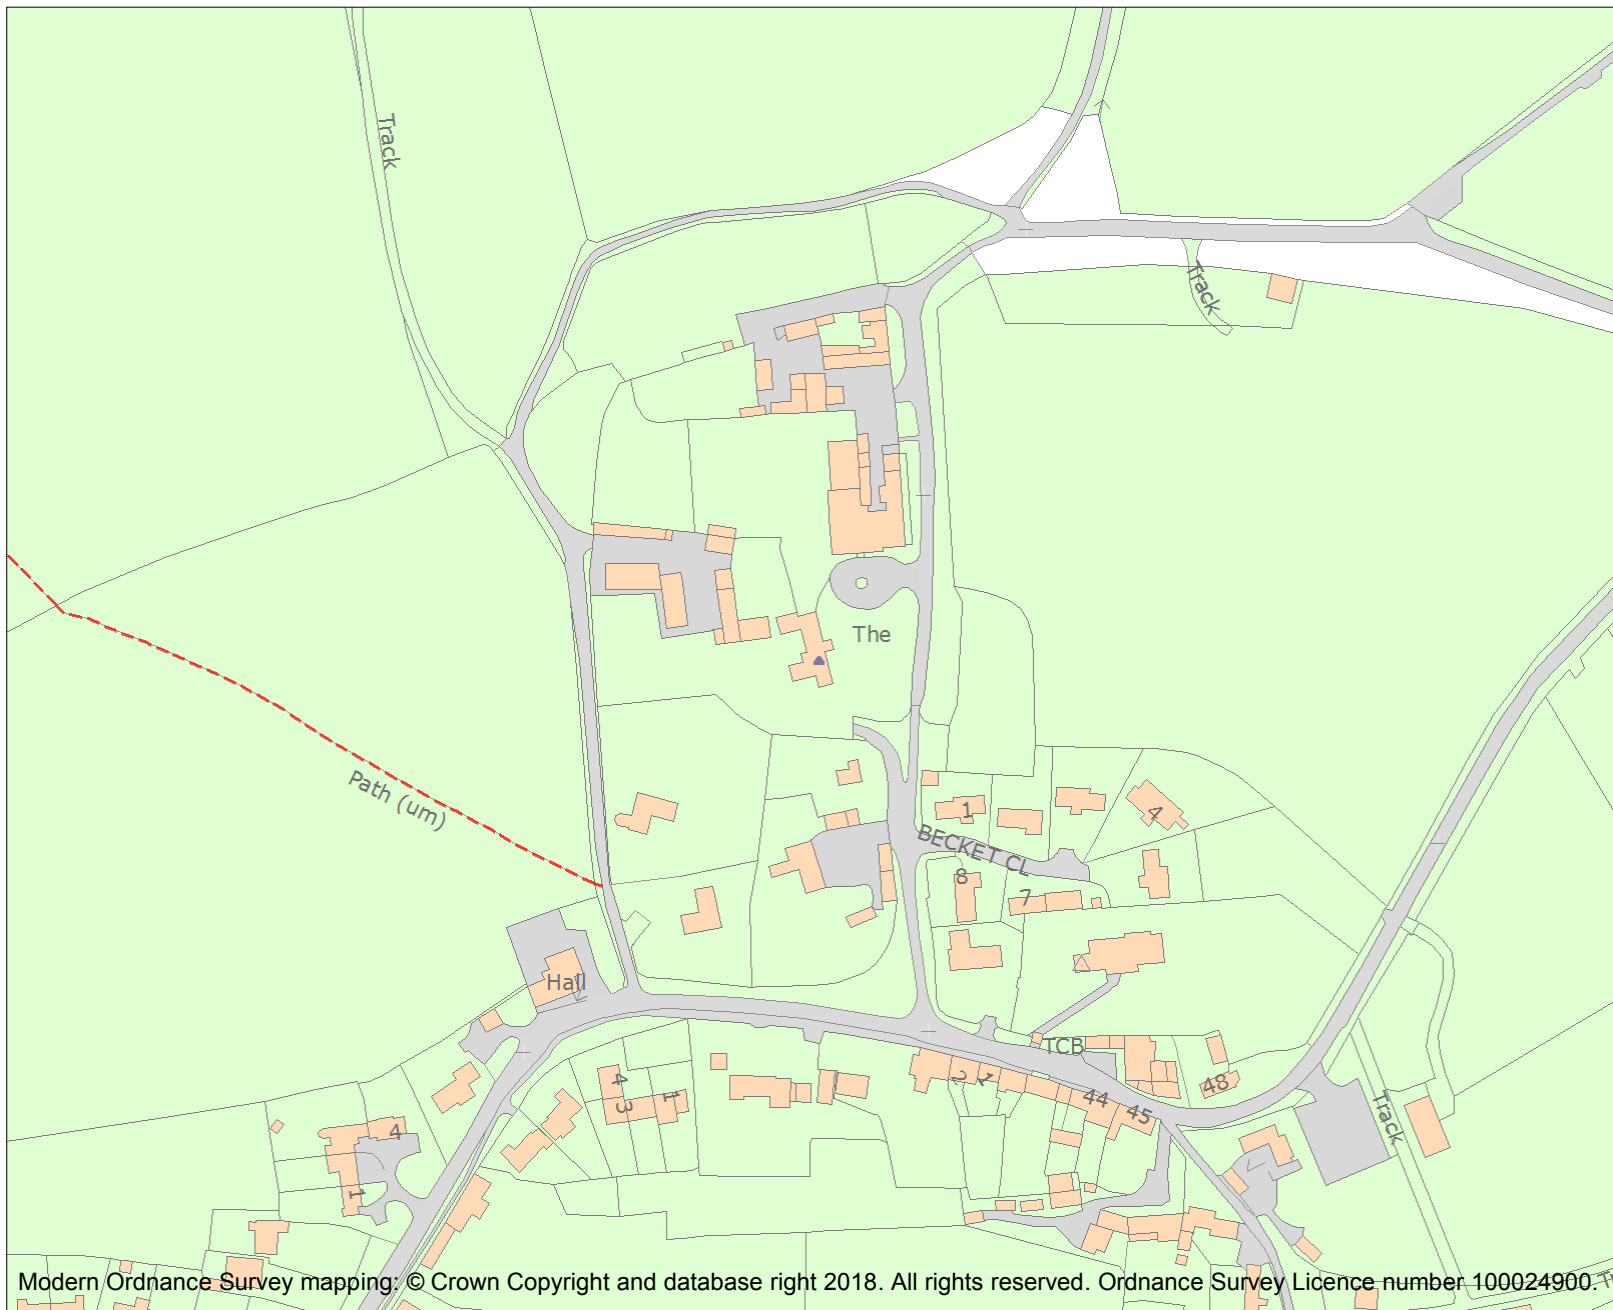 Track
Track
The
Path (um)
1
4
BECKET CL
8
7
Hall
TCB
4
3
1
2
1
44
45
48
Track
4
1
Modern Ordnance Survey mapping: © Crown Copyright and database right 2018. All rights reserved. Ordnance Survey Licence number 100024900.